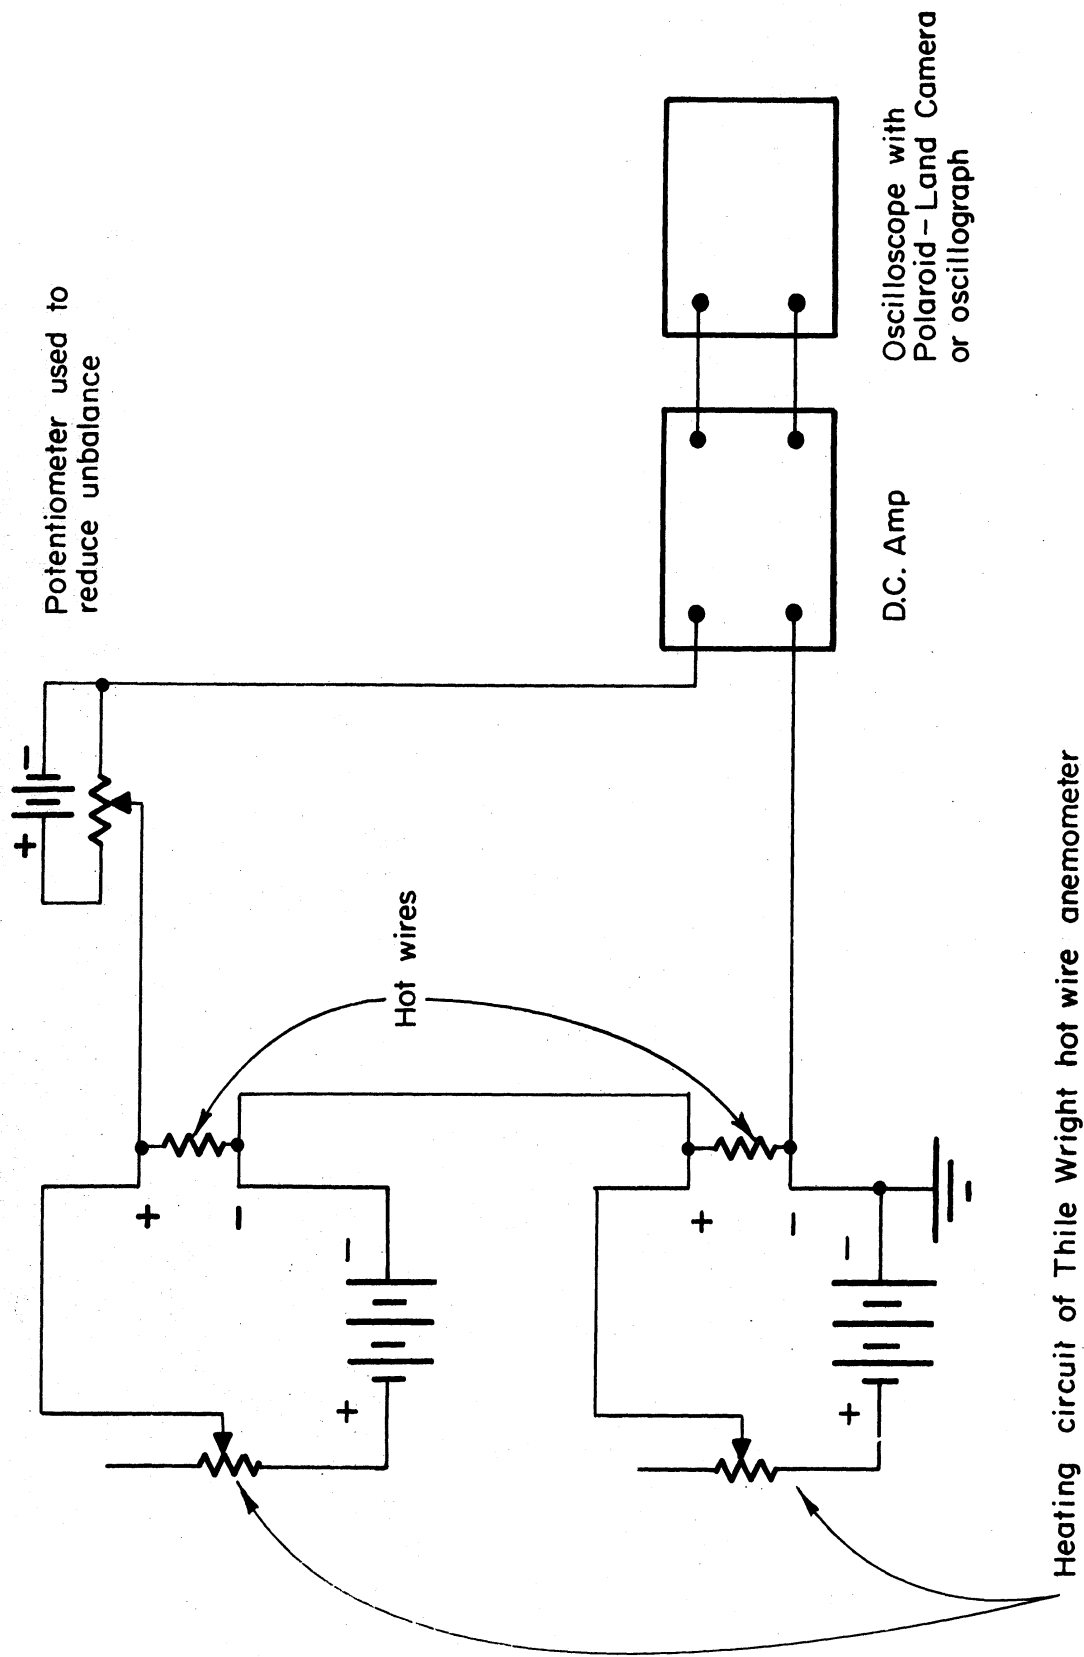 Potentiometer used to
reduce unbalance
+
−
Hot wires
+
−
+
−
+
−
+
−
D.C. Amp
Oscilloscope with
Polaroid – Land Camera
or oscillograph
Heating circuit of Thile Wright hot wire anemometer